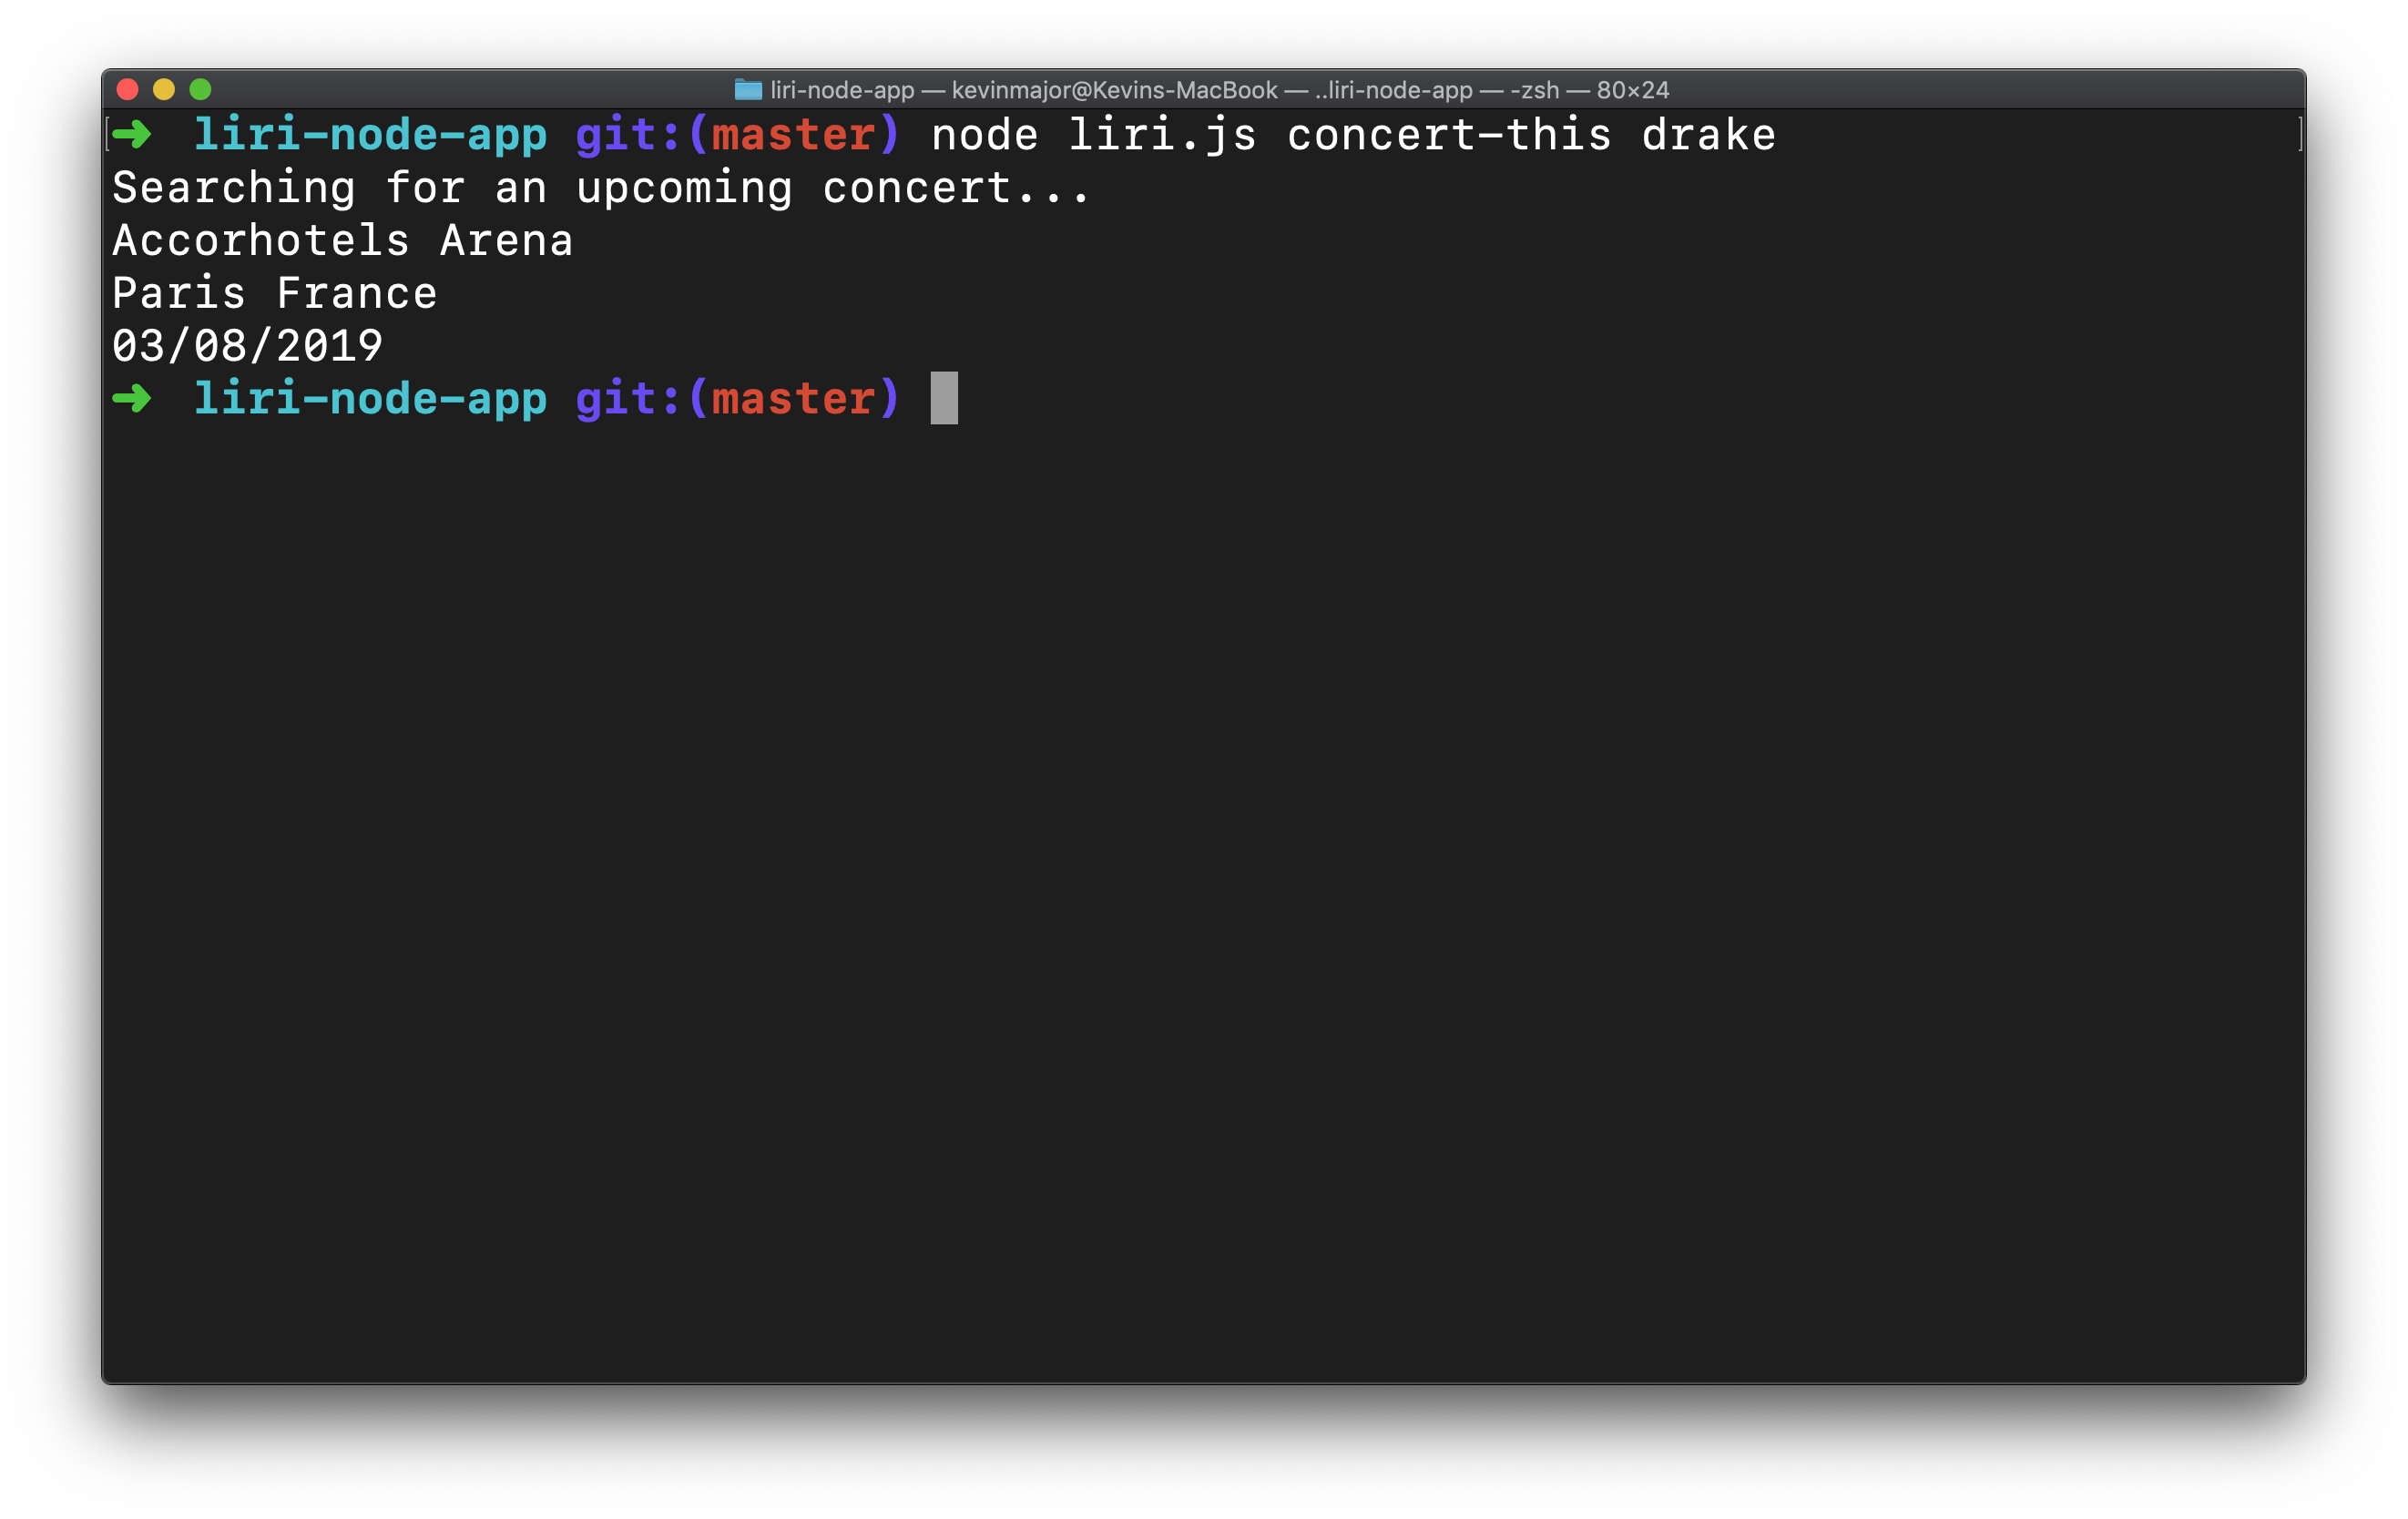 liri-node-app — kevinmajor@Kevins-MacBook — ..liri-node-app — -zsh — 80×24
[➜  liri-node-app git:(master) node liri.js concert-this drake ]
Searching for an upcoming concert...
Accorhotels Arena
Paris France
03/08/2019
➜  liri-node-app git:(master)